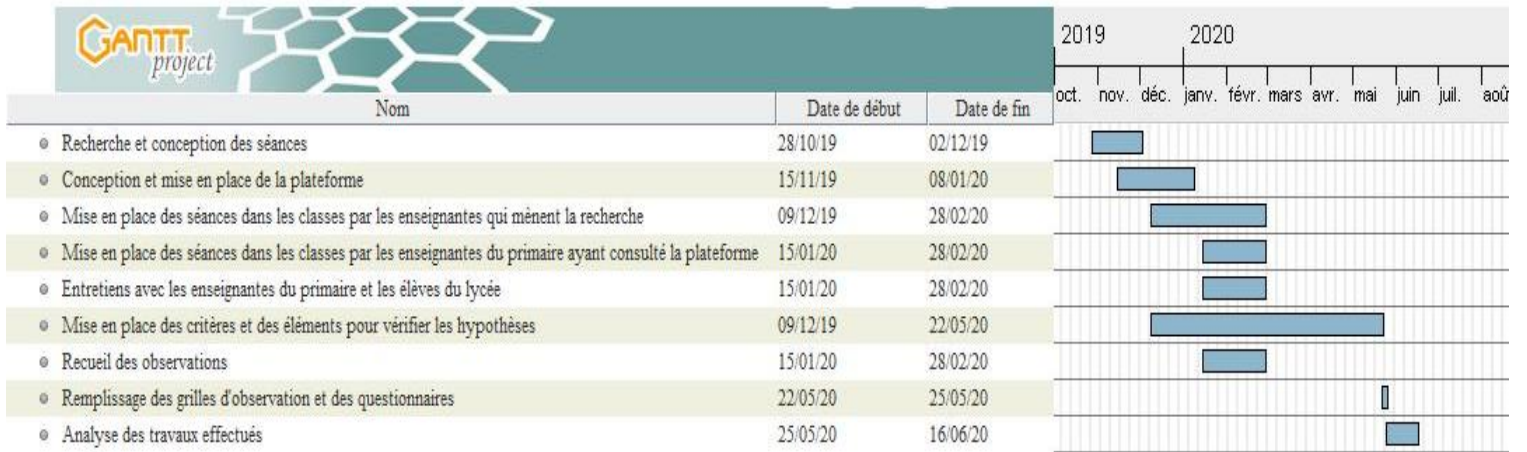 GANTT
project
2019 2020
oct. nov. déc. janv. févr. mars avr. mai juin juil. aoû
Nom Date de début Date de fin
Recherche et conception des séances 28/10/19 02/12/19
Conception et mise en place de la plateforme 15/11/19 08/01/20
Mise en place des séances dans les classes par les enseignantes qui mènent la recherche 09/12/19 28/02/20
Mise en place des séances dans les classes par les enseignantes du primaire ayant consulté la plateforme 15/01/20 28/02/20
Entretiens avec les enseignantes du primaire et les élèves du lycée 15/01/20 28/02/20
Mise en place des critères et des éléments pour vérifier les hypothèses 09/12/19 22/05/20
Recueil des observations 15/01/20 28/02/20
Remplissage des grilles d'observation et des questionnaires 22/05/20 25/05/20
Analyse des travaux effectués 25/05/20 16/06/20